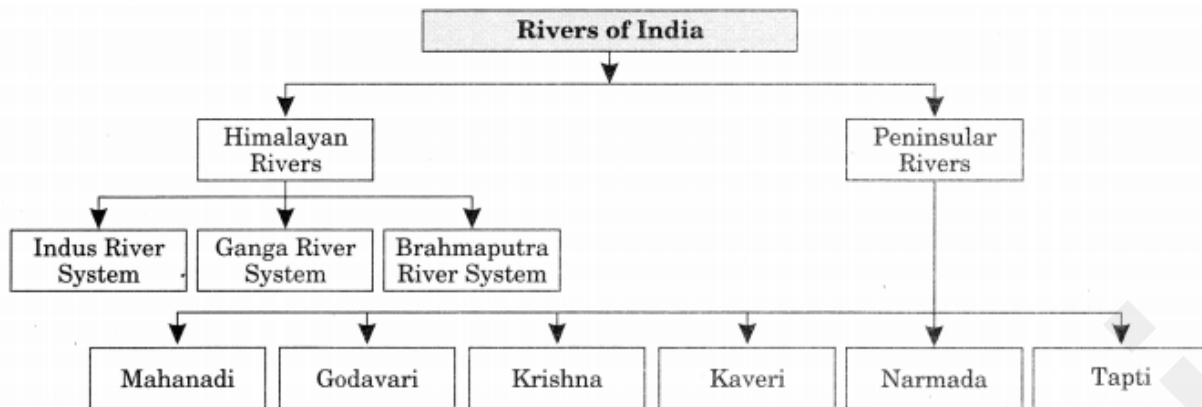 Rivers of India
Himalayan
Rivers
Peninsular
Rivers
Indus River
System
Ganga River
System
Brahmaputra
River System
Mahanadi
Godavari
Krishna
Kaveri
Narmada
Tapti